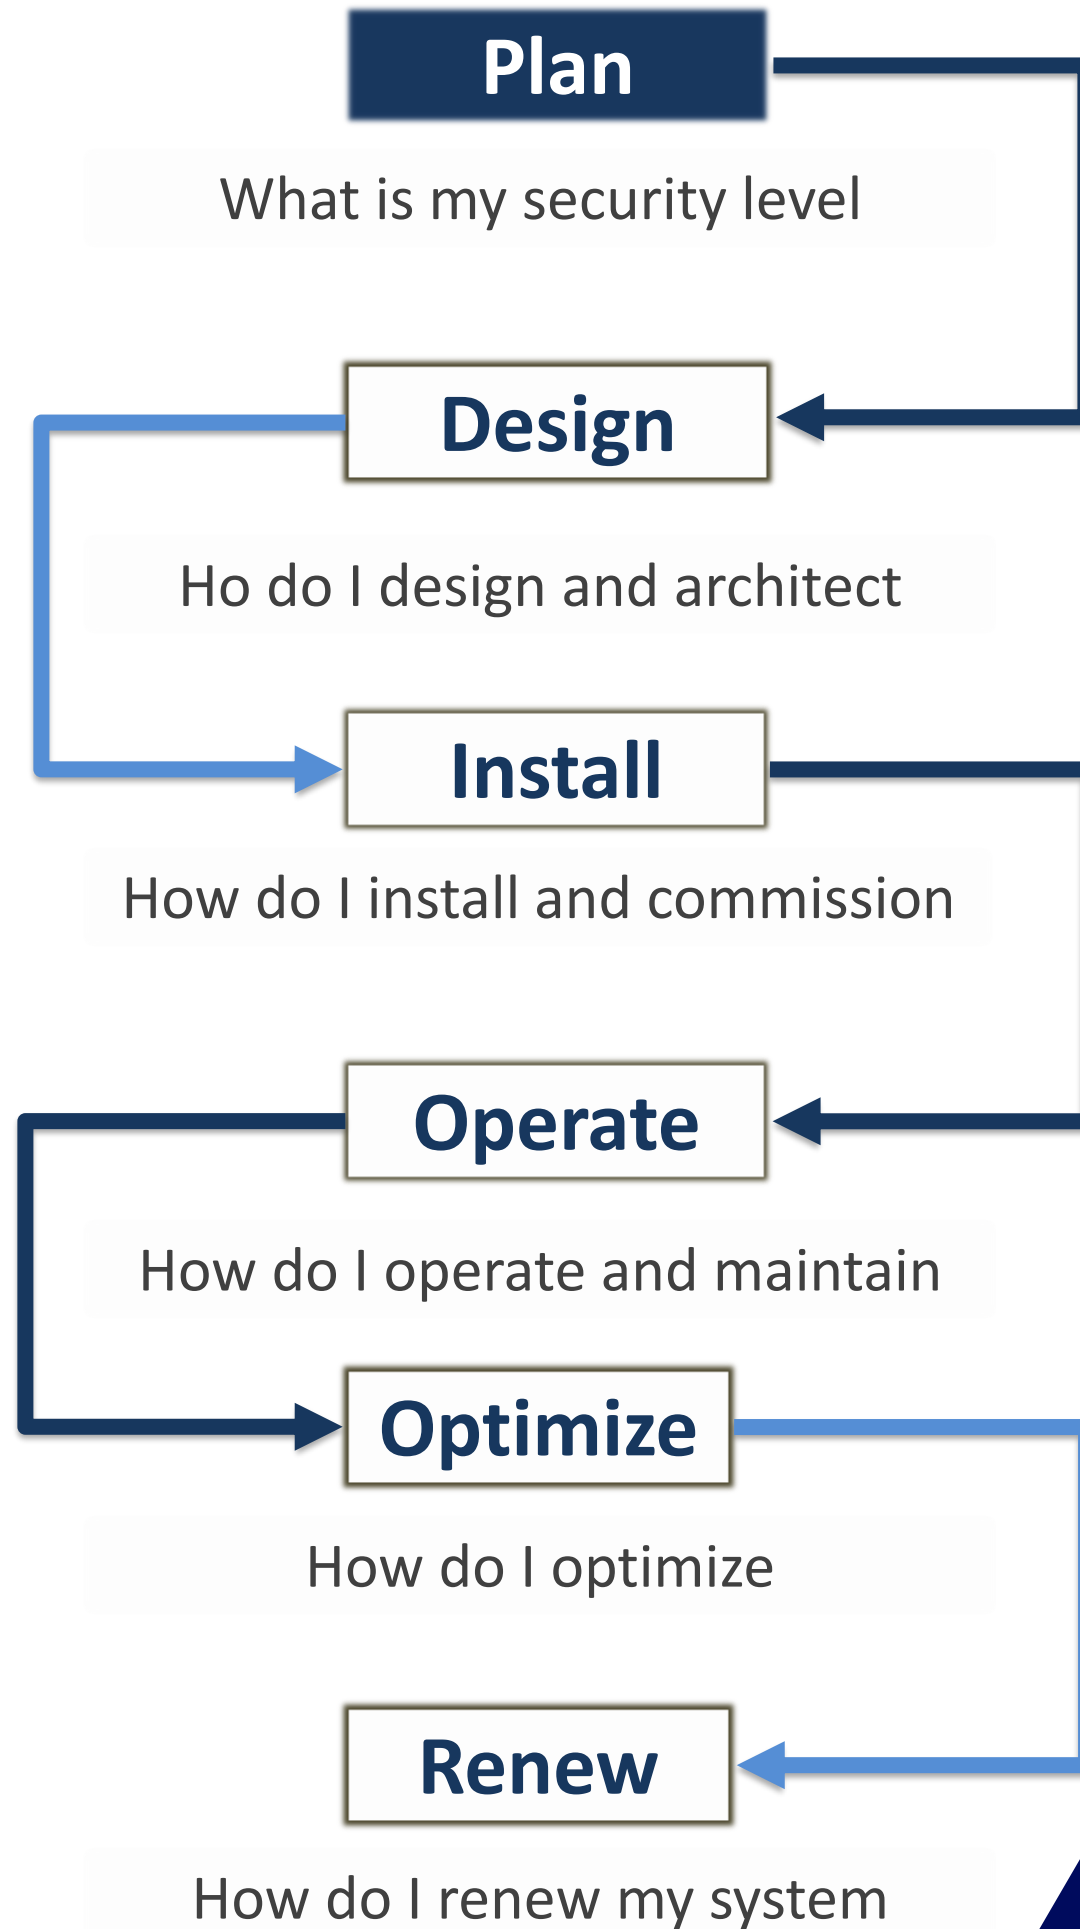 Plan
What is my security level
Design
Ho do I design and architect
Install
How do I install and commission
Operate
How do I operate and maintain
Optimize
How do I optimize
Renew
How do I renew my system